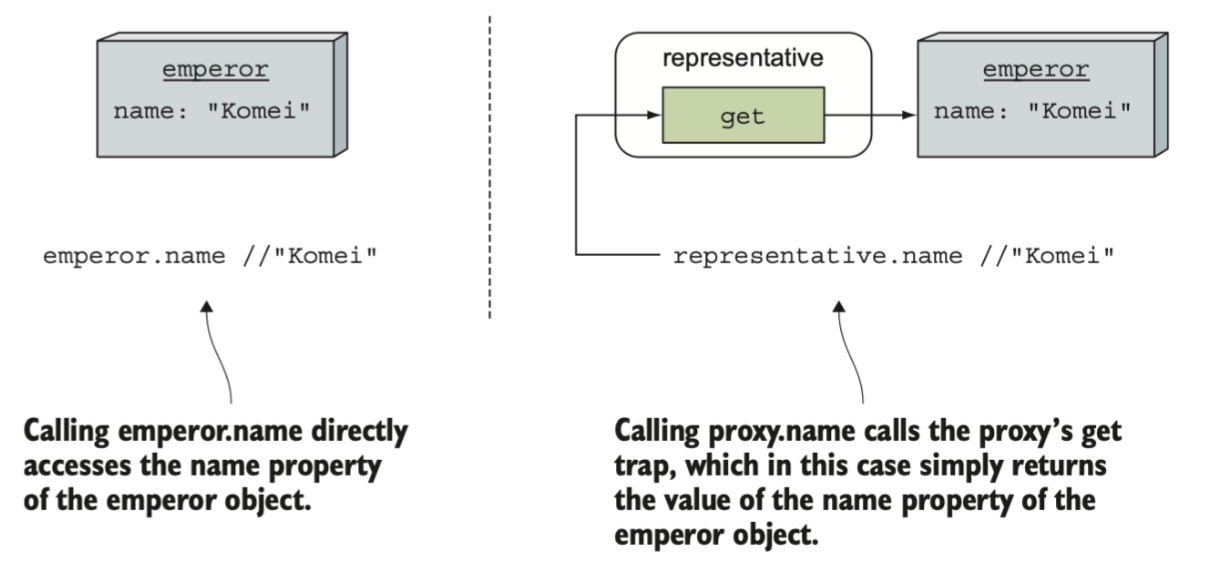 emperor
name: "Komei"
emperor.name //"Komei"
Calling emperor.name directly
accesses the name property
of the emperor object.
representative
get
emperor
name: "Komei"
representative.name //"Komei"
Calling proxy.name calls the proxy’s get
trap, which in this case simply returns
the value of the name property of the
emperor object.